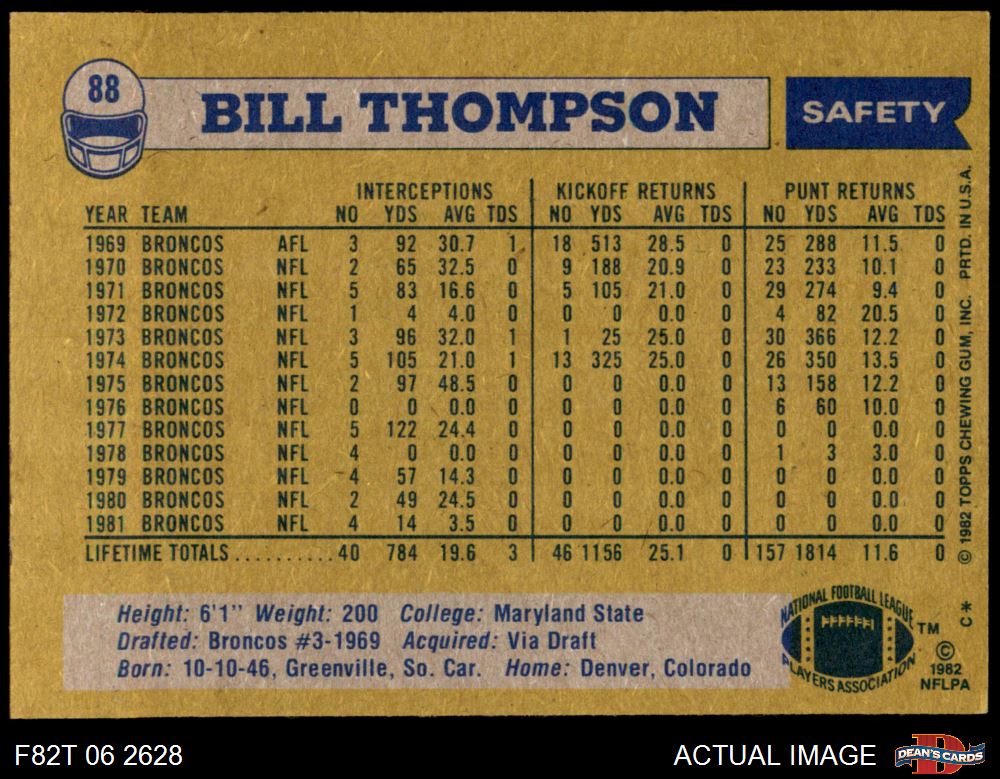 88
BILL THOMPSON
SAFETY
INTERCEPTIONS KICKOFF RETURNS PUNT RETURNS
YEAR TEAM NO YDS AVG TDS NO YDS AVG TDS NO YDS AVG TDS
1969 BRONCOS AFL 3 92 30.7 1 18 513 28.5 0 25 288 11.5 0
1970 BRONCOS NFL 2 65 32.5 0 9 188 20.9 0 23 233 10.1 0
1971 BRONCOS NFL 5 83 16.6 0 5 105 21.0 0 29 274 9.4 0
1972 BRONCOS NFL 1 4 4.0 0 0 0 0.0 0 4 82 20.5 0
1973 BRONCOS NFL 3 96 32.0 1 1 25 25.0 0 30 366 12.2 0
1974 BRONCOS NFL 5 105 21.0 1 13 325 25.0 0 26 350 13.5 0
1975 BRONCOS NFL 2 97 48.5 0 0 0 0.0 0 13 158 12.2 0
1976 BRONCOS NFL 0 0 0.0 0 0 0 0.0 0 6 60 10.0 0
1977 BRONCOS NFL 5 122 24.4 0 0 0 0.0 0 0 0 0.0 0
1978 BRONCOS NFL 4 0 0.0 0 0 0 0.0 0 1 3 3.0 0
1979 BRONCOS NFL 4 57 14.3 0 0 0 0.0 0 0 0 0.0 0
1980 BRONCOS NFL 2 49 24.5 0 0 0 0.0 0 0 0 0.0 0
1981 BRONCOS NFL 4 14 3.5 0 0 0 0.0 0 0 0 0.0 0
LIFETIME TOTALS.......... 40 784 19.6 3 46 1156 25.1 0 157 1814 11.6 0
© 1982 TOPPS CHEWING GUM, INC. PRTD. IN U.S.A.
C*
Height: 6'1" Weight: 200 College: Maryland State
Drafted: Broncos #3-1969 Acquired: Via Draft
Born: 10-10-46, Greenville, So. Car. Home: Denver, Colorado
NATIONAL FOOTBALL LEAGUE
PLAYERS ASSOCIATION
TM
©
1982
NFLPA
F82T 06 2628
ACTUAL IMAGE
DEAN'S CARDS